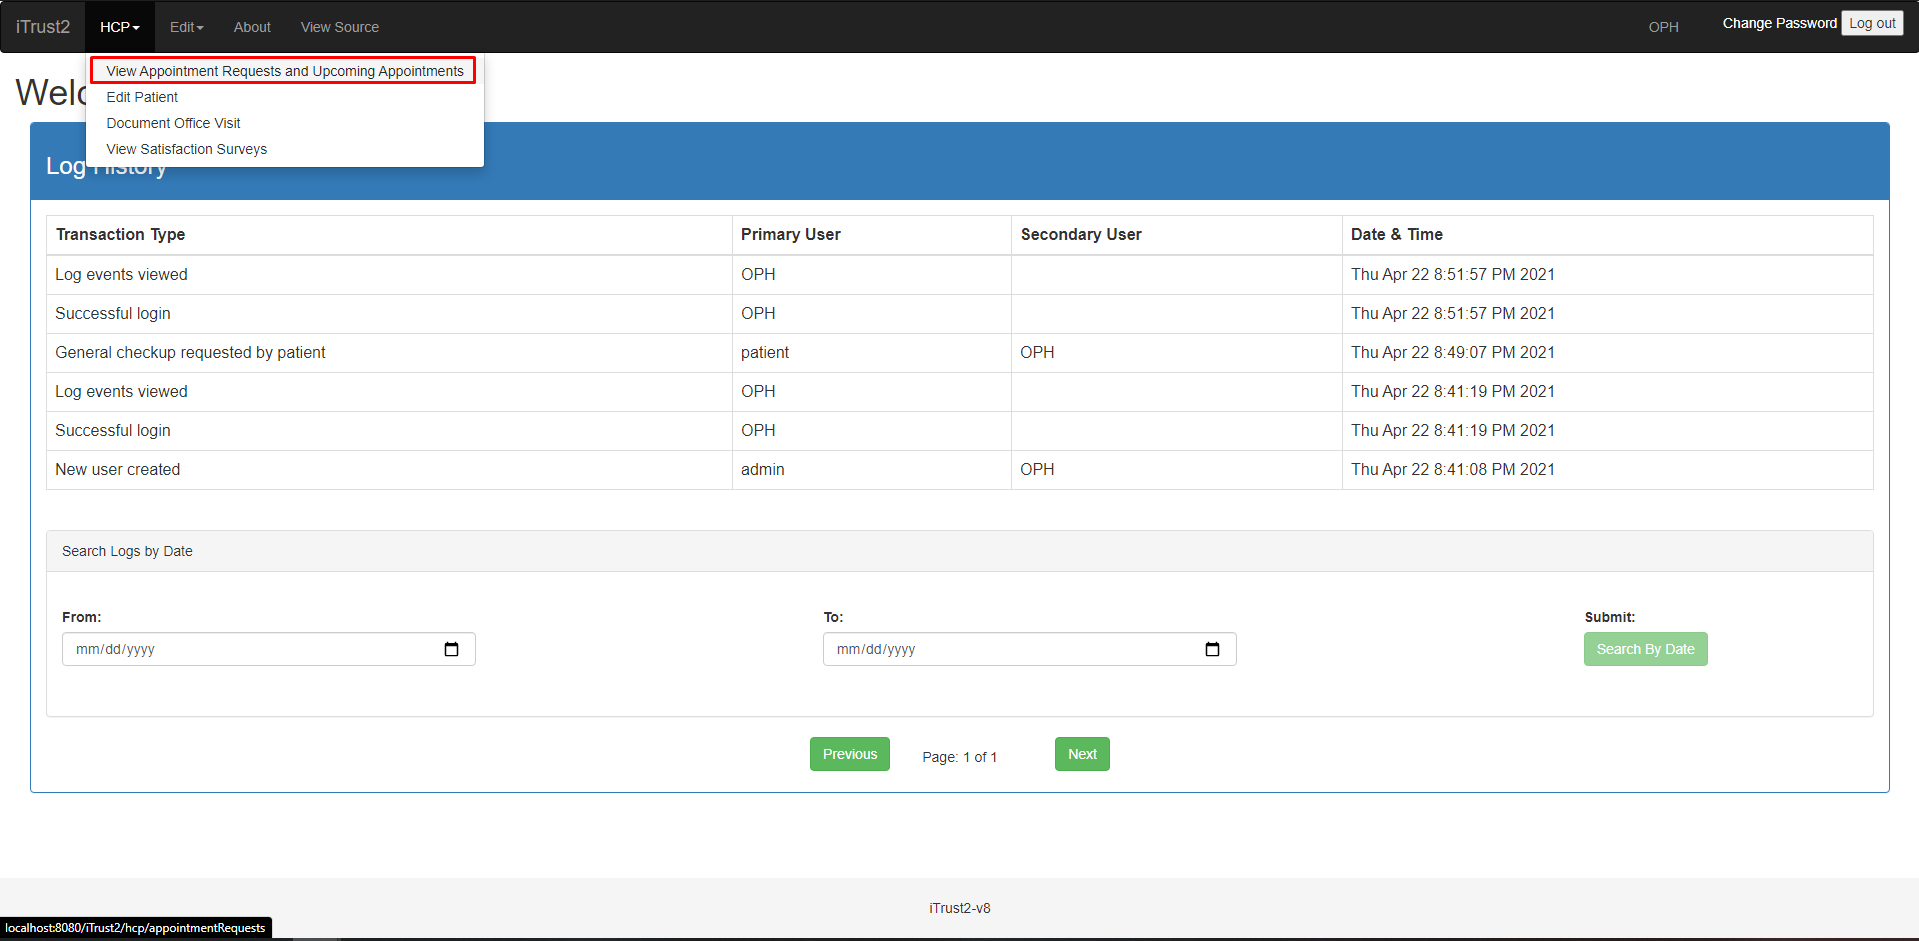 iTrust2 HCP Edit About View Source OPH Change Password Log out
View Appointment Requests and Upcoming Appointments
Edit Patient
Welc
Document Office Visit
View Satisfaction Surveys
Log History
Transaction Type Primary User Secondary User Date & Time
Log events viewed OPH Thu Apr 22 8:51:57 PM 2021
Successful login OPH Thu Apr 22 8:51:57 PM 2021
General checkup requested by patient patient OPH Thu Apr 22 8:49:07 PM 2021
Log events viewed OPH Thu Apr 22 8:41:19 PM 2021
Successful login OPH Thu Apr 22 8:41:19 PM 2021
New user created admin OPH Thu Apr 22 8:41:08 PM 2021
Search Logs by Date
From: To: Submit:
mm/dd/yyyy mm/dd/yyyy Search By Date
Previous Page: 1 of 1 Next
iTrust2-v8
localhost:8080/iTrust2/hcp/appointmentRequests